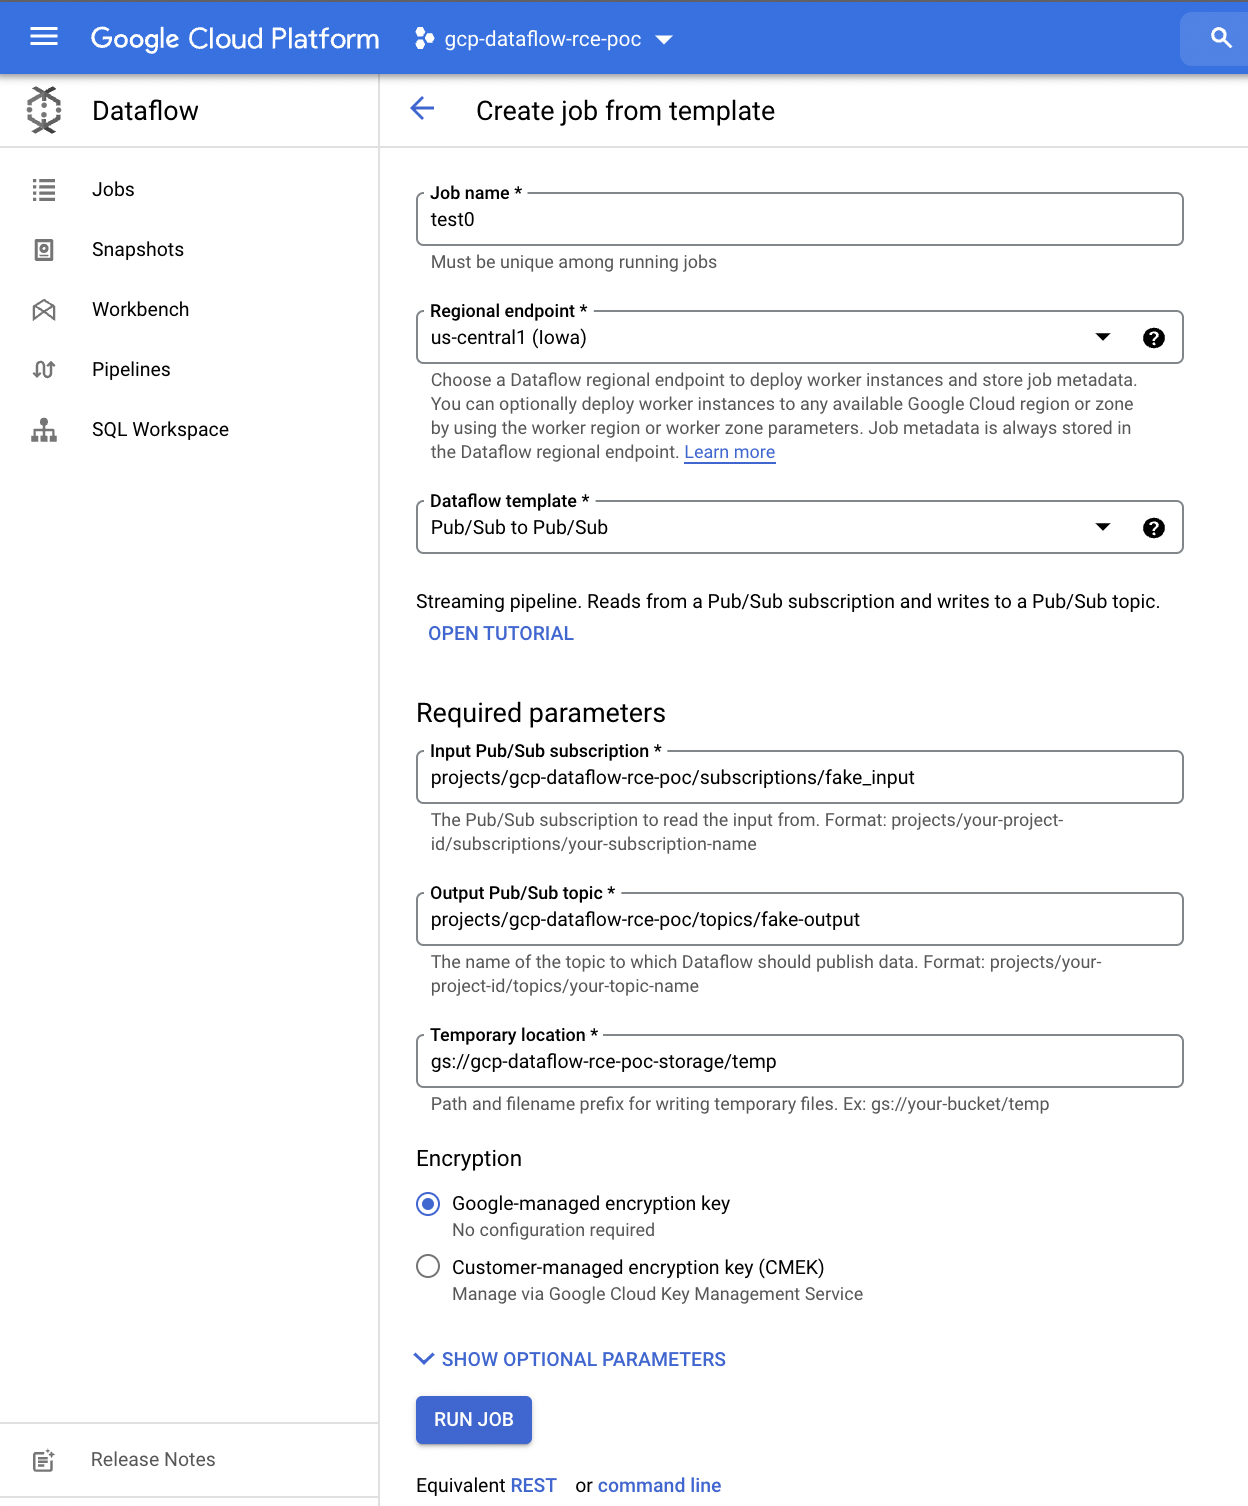 Google Cloud Platform
gcp-dataflow-rce-poc
Dataflow
Create job from template
Jobs
Snapshots
Workbench
Pipelines
SQL Workspace
Job name *
test0
Must be unique among running jobs
Regional endpoint *
us-central1 (Iowa)
Choose a Dataflow regional endpoint to deploy worker instances and store job metadata.
You can optionally deploy worker instances to any available Google Cloud region or zone
by using the worker region or worker zone parameters. Job metadata is always stored in
the Dataflow regional endpoint. Learn more
Dataflow template *
Pub/Sub to Pub/Sub
Streaming pipeline. Reads from a Pub/Sub subscription and writes to a Pub/Sub topic.
OPEN TUTORIAL
Required parameters
Input Pub/Sub subscription *
projects/gcp-dataflow-rce-poc/subscriptions/fake_input
The Pub/Sub subscription to read the input from. Format: projects/your-project-
id/subscriptions/your-subscription-name
Output Pub/Sub topic *
projects/gcp-dataflow-rce-poc/topics/fake-output
The name of the topic to which Dataflow should publish data. Format: projects/your-
project-id/topics/your-topic-name
Temporary location *
gs://gcp-dataflow-rce-poc-storage/temp
Path and filename prefix for writing temporary files. Ex: gs://your-bucket/temp
Encryption
Google-managed encryption key
No configuration required
Customer-managed encryption key (CMEK)
Manage via Google Cloud Key Management Service
SHOW OPTIONAL PARAMETERS
RUN JOB
Release Notes
Equivalent REST or command line